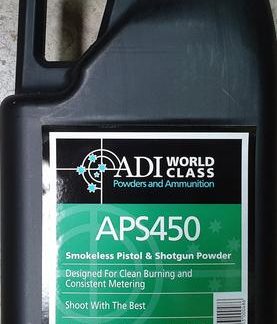 ADI WORLD
CLASS
Powders and Ammunition
APS450
Smokeless Pistol & Shotgun Powder
Designed For Clean Burning and
Consistent Metering
Shoot With The Best